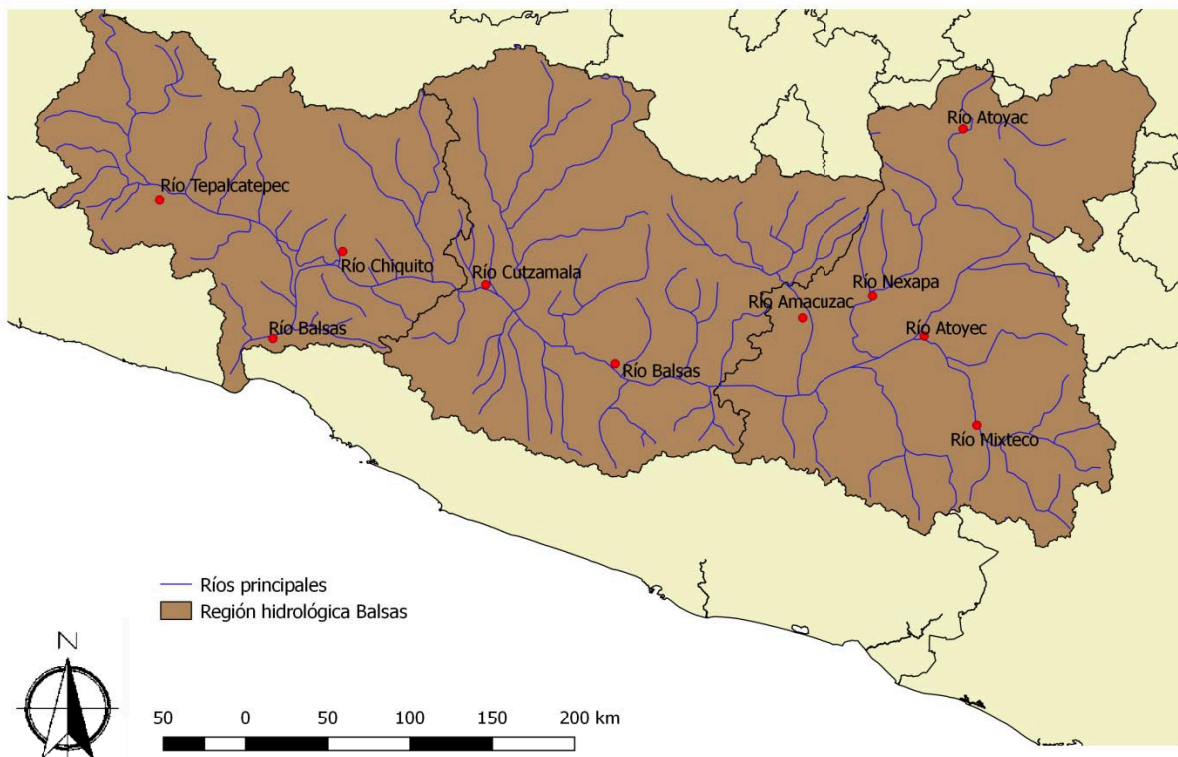 Río Atoyac
Río Tepalcatepec
Río Chiquito
Río Cutzamala
Río Nexapa
Río Amacuzac
Río Balsas
Río Atoyec
Río Balsas
Río Mixteco
Ríos principales
Región hidrológica Balsas
N
50 0 50 100 150 200 km